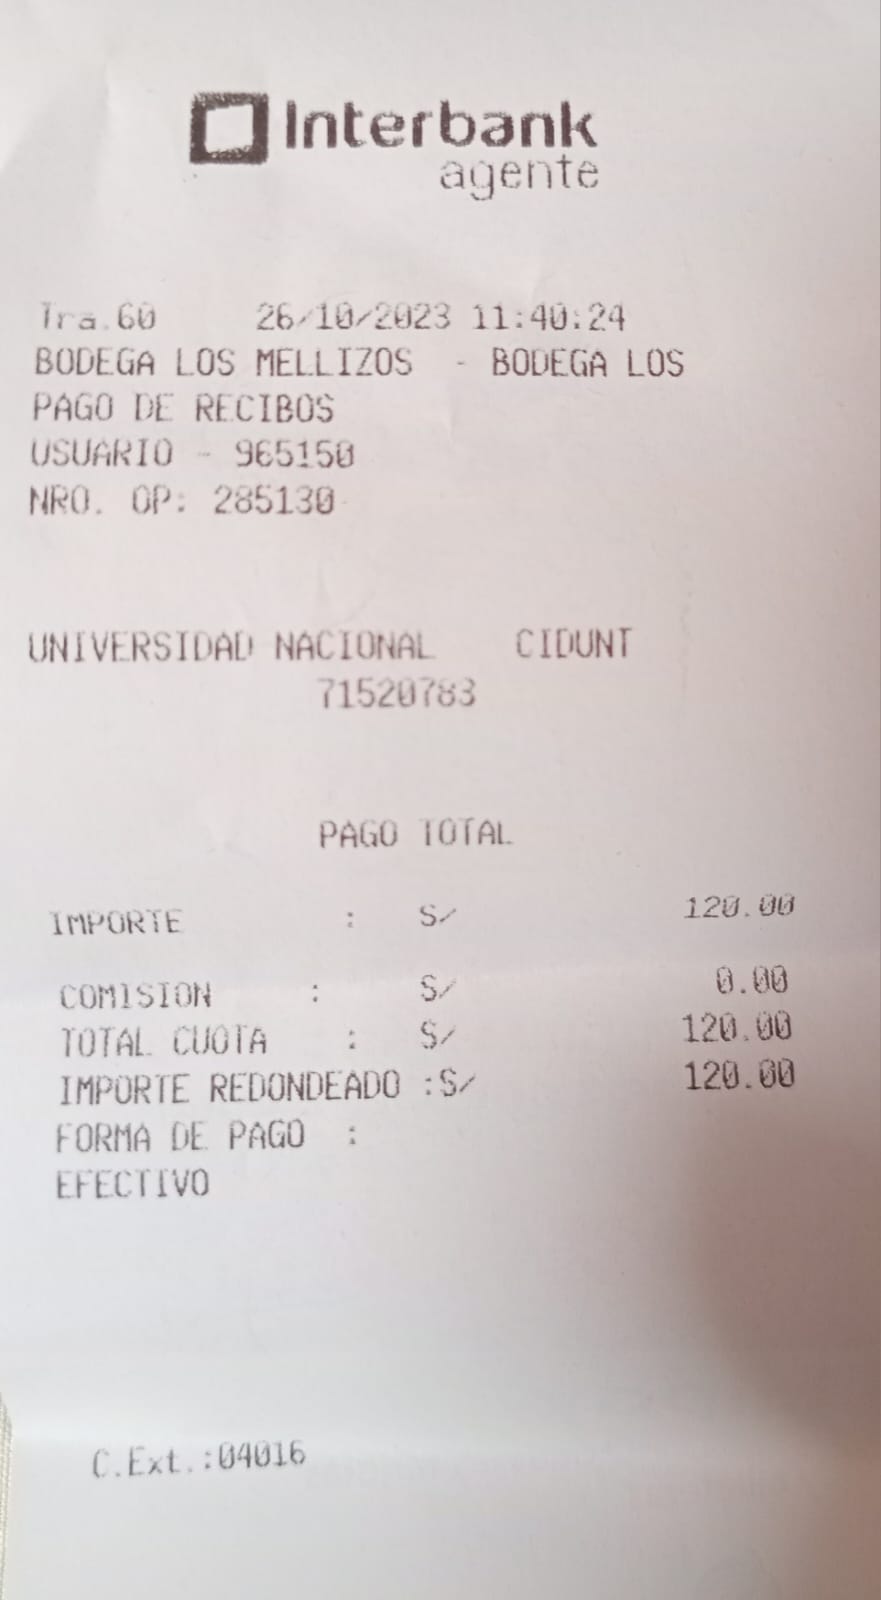 Interbank
agente
Tra.60 26/10/2023 11:40:24
BODEGA LOS MELLIZOS - BODEGA LOS
PAGO DE RECIBOS
USUARIO - 965150
NRO. OP: 285130
UNIVERSIDAD NACIONAL CIDUNT
71520783
PAGO TOTAL
IMPORTE : S/ 120.00
COMISION : S/ 0.00
TOTAL CUOTA : S/ 120.00
IMPORTE REDONDEADO :S/ 120.00
FORMA DE PAGO :
EFECTIVO
C.Ext.:04016